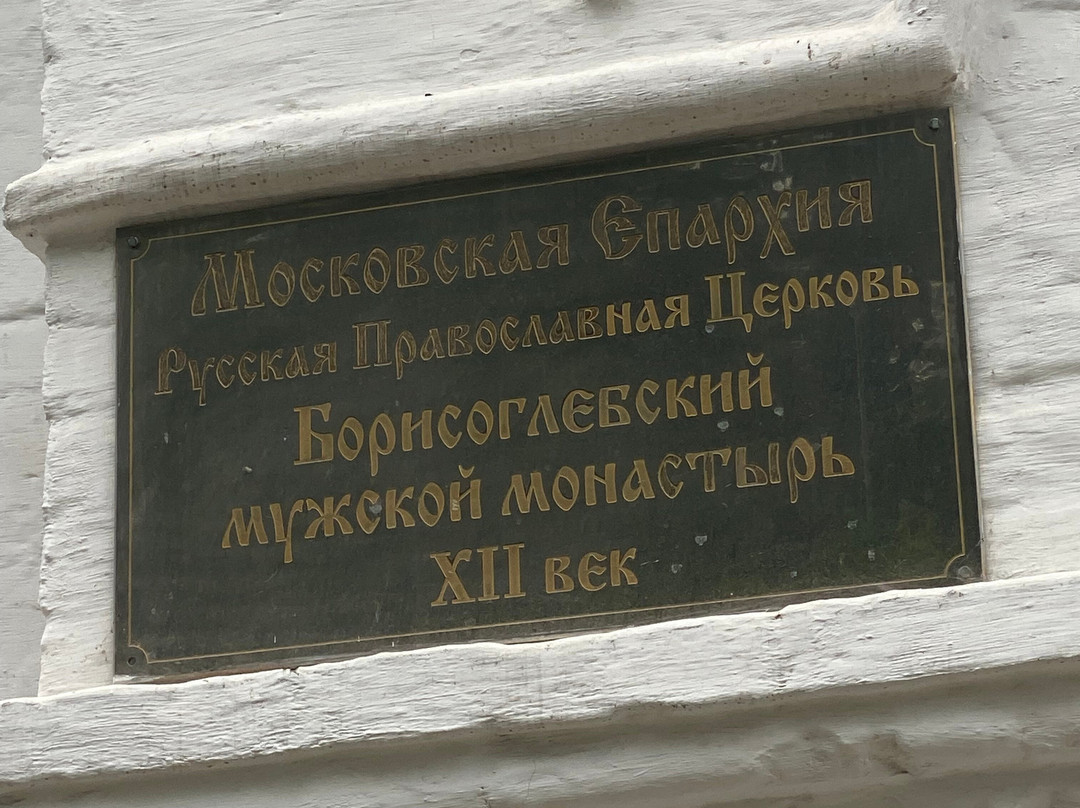 Московская Епархия
Русская Православная Церковь
Борисоглебский
мужской монастырь
XII век